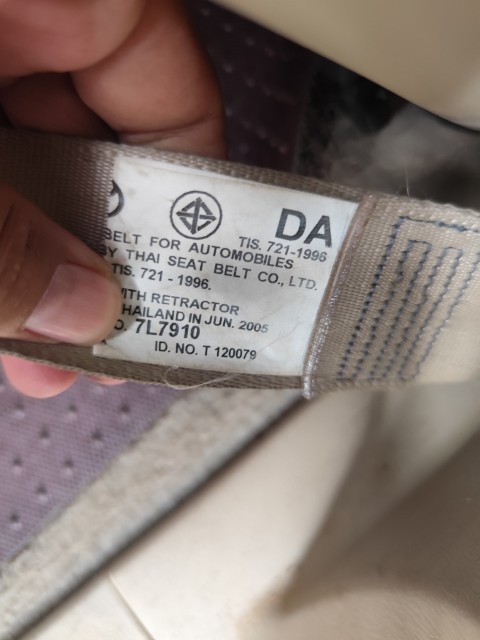 DA
TIS. 721-1996
BELT FOR AUTOMOBILES
BY THAI SEAT BELT CO., LTD.
TIS. 721 - 1996.
WITH RETRACTOR
THAILAND IN JUN. 2005
7L7910
ID. NO. T 120079